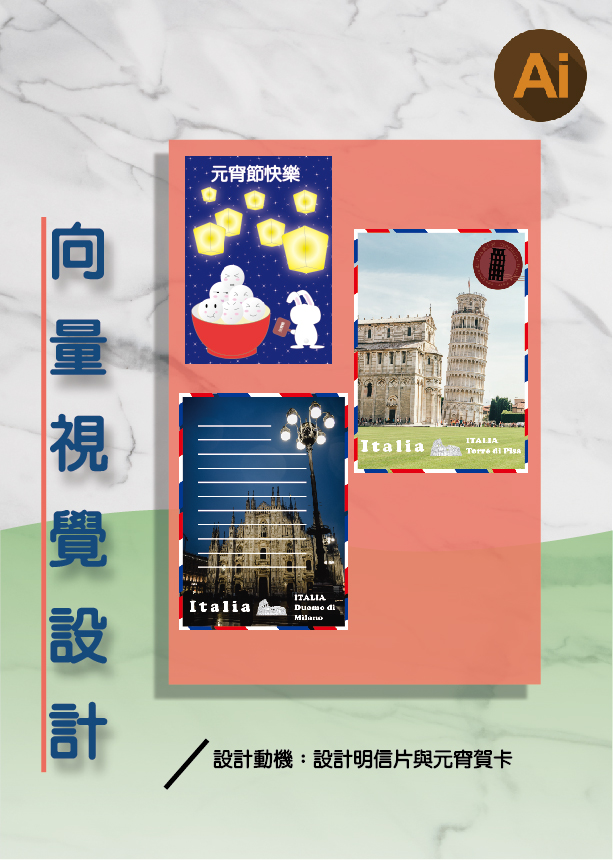 Ai
向量視覺設計
元宵節快樂
Italia
ITALIA
Torre di Pisa
Italia
ITALIA
Duomo di
Milano
設計動機：設計明信片與元宵賀卡